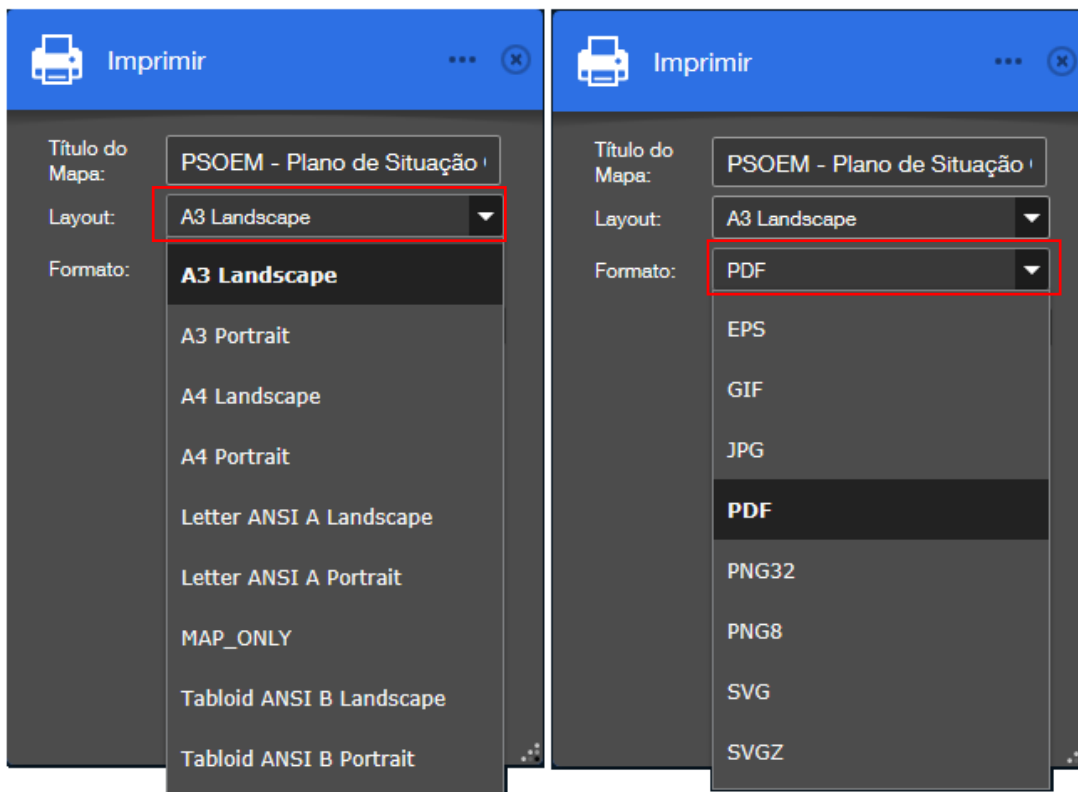 Imprimir
Título do
Mapa:
PSOEM - Plano de Situação
Layout:
A3 Landscape
Formato:
A3 Landscape
A3 Portrait
A4 Landscape
A4 Portrait
Letter ANSI A Landscape
Letter ANSI A Portrait
MAP_ONLY
Tabloid ANSI B Landscape
Tabloid ANSI B Portrait
Imprimir
Título do
Mapa:
PSOEM - Plano de Situação
Layout:
A3 Landscape
Formato:
PDF
EPS
GIF
JPG
PDF
PNG32
PNG8
SVG
SVGZ